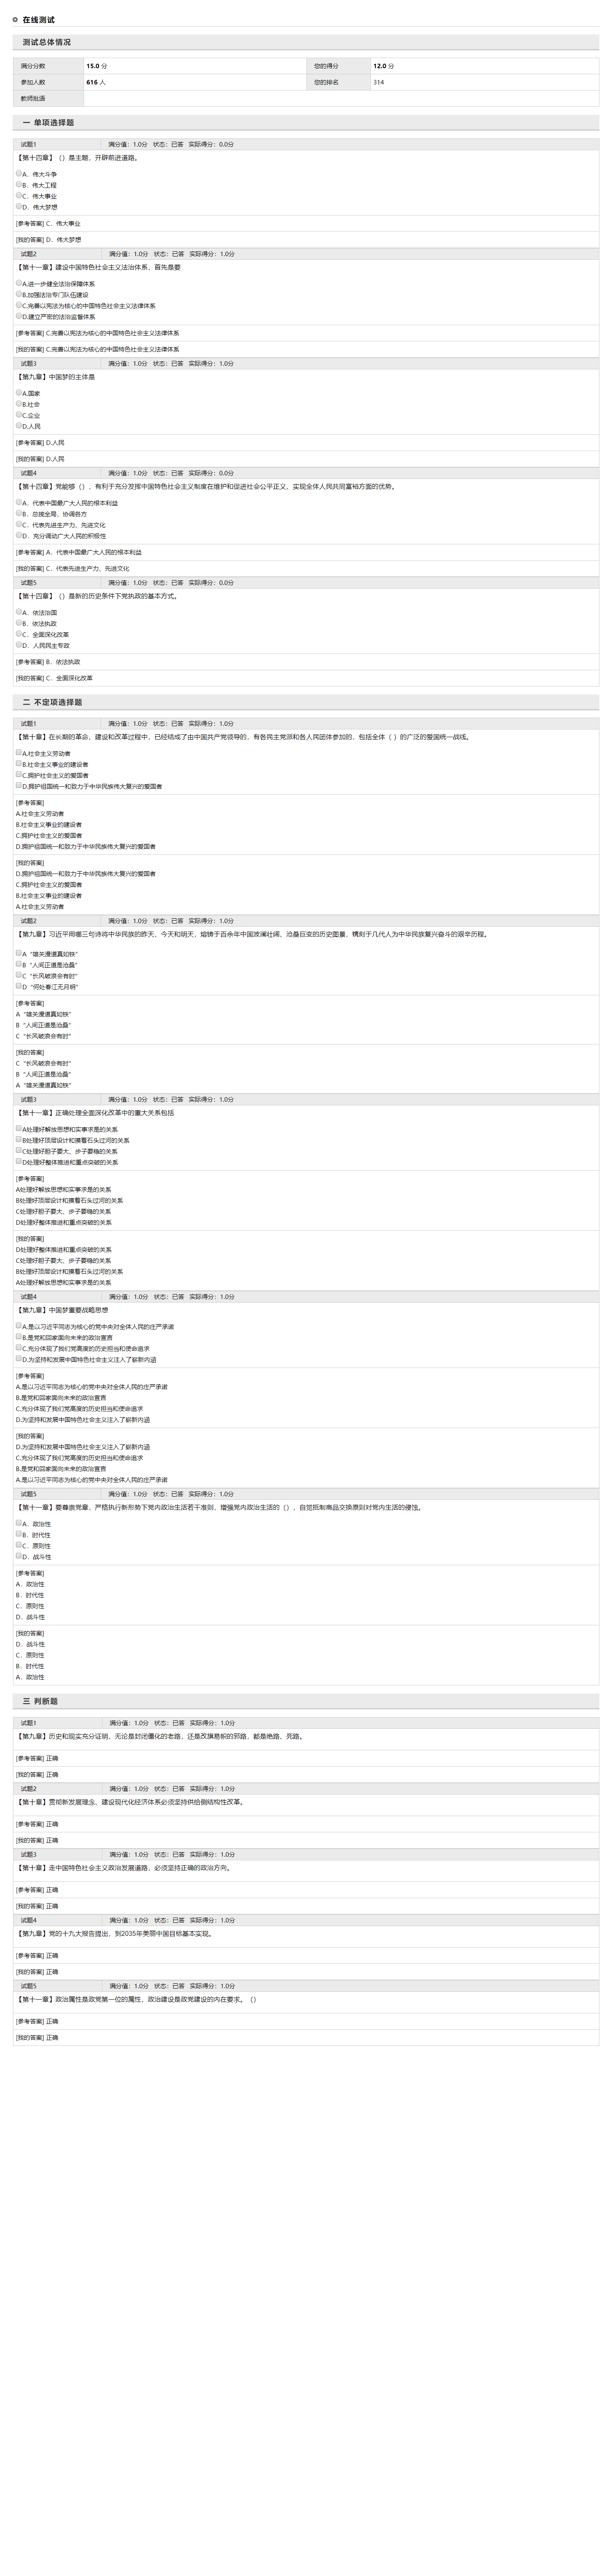 在线测试
测试总体情况
满分分数 15.0 分 您的得分 12.0 分
参加人数 616 人 您的排名 314
教师批语
一 单项选择题
试题1 满分值：1.0分 状态：已答 实际得分：0.0分
【第十四章】（）是主题，开辟前进道路。
A．伟大斗争
B．伟大工程
C．伟大事业
D．伟大梦想
[参考答案] C．伟大事业
[我的答案] D．伟大梦想
试题2 满分值：1.0分 状态：已答 实际得分：1.0分
【第十一章】建设中国特色社会主义法治体系，首先是要
A.进一步健全法治保障体系
B.加强法治专门队伍建设
C.完善以宪法为核心的中国特色社会主义法律体系
D.建立严密的法治监督体系
[参考答案] C.完善以宪法为核心的中国特色社会主义法律体系
[我的答案] C.完善以宪法为核心的中国特色社会主义法律体系
试题3 满分值：1.0分 状态：已答 实际得分：1.0分
【第九章】中国梦的主体是
A.国家
B.社会
C.企业
D.人民
[参考答案] D.人民
[我的答案] D.人民
试题4 满分值：1.0分 状态：已答 实际得分：0.0分
【第十四章】党能够（），有利于充分发挥中国特色社会主义制度在维护和促进社会公平正义、实现全体人民共同富裕方面的优势。
A．代表中国最广大人民的根本利益
B．总揽全局，协调各方
C．代表先进生产力、先进文化
D．充分调动广大人民的积极性
[参考答案] A．代表中国最广大人民的根本利益
[我的答案] C．代表先进生产力、先进文化
试题5 满分值：1.0分 状态：已答 实际得分：0.0分
【第十四章】（）是新的历史条件下党执政的基本方式。
A．依法治国
B．依法执政
C．全面深化改革
D．人民民主专政
[参考答案] B．依法执政
[我的答案] C．全面深化改革
二 不定项选择题
试题1 满分值：1.0分 状态：已答 实际得分：1.0分
【第十章】在长期的革命、建设和改革过程中，已经结成了由中国共产党领导的，有各民主党派和各人民团体参加的，包括全体（ ）的广泛的爱国统一战线。
A.社会主义劳动者
B.社会主义事业的建设者
C.拥护社会主义的爱国者
D.拥护祖国统一和致力于中华民族伟大复兴的爱国者
[参考答案]
A.社会主义劳动者
B.社会主义事业的建设者
C.拥护社会主义的爱国者
D.拥护祖国统一和致力于中华民族伟大复兴的爱国者
[我的答案]
D.拥护祖国统一和致力于中华民族伟大复兴的爱国者
C.拥护社会主义的爱国者
B.社会主义事业的建设者
A.社会主义劳动者
试题2 满分值：1.0分 状态：已答 实际得分：1.0分
【第九章】习近平用哪三句诗将中华民族的昨天、今天和明天，熔铸于百余年中国波澜壮阔、沧桑巨变的历史图景，镌刻于几代人为中华民族复兴奋斗的艰辛历程。
A “雄关漫道真如铁”
B “人间正道是沧桑”
C “长风破浪会有时”
D “何处春江无月明”
[参考答案]
A “雄关漫道真如铁”
B “人间正道是沧桑”
C “长风破浪会有时”
[我的答案]
C “长风破浪会有时”
B “人间正道是沧桑”
A “雄关漫道真如铁”
试题3 满分值：1.0分 状态：已答 实际得分：1.0分
【第十一章】正确处理全面深化改革中的重大关系包括
A处理好解放思想和实事求是的关系
B处理好顶层设计和摸着石头过河的关系
C处理好胆子要大、步子要稳的关系
D处理好整体推进和重点突破的关系
[参考答案]
A处理好解放思想和实事求是的关系
B处理好顶层设计和摸着石头过河的关系
C处理好胆子要大、步子要稳的关系
D处理好整体推进和重点突破的关系
[我的答案]
D处理好整体推进和重点突破的关系
C处理好胆子要大、步子要稳的关系
B处理好顶层设计和摸着石头过河的关系
A处理好解放思想和实事求是的关系
试题4 满分值：1.0分 状态：已答 实际得分：1.0分
【第九章】中国梦重要战略思想
A.是以习近平同志为核心的党中央对全体人民的庄严承诺
B.是党和回家面向未来的政治宣言
C.充分体现了我们党高度的历史担当和使命追求
D.为坚持和发展中国特色社会主义注入了崭新内涵
[参考答案]
A.是以习近平同志为核心的党中央对全体人民的庄严承诺
B.是党和回家面向未来的政治宣言
C.充分体现了我们党高度的历史担当和使命追求
D.为坚持和发展中国特色社会主义注入了崭新内涵
[我的答案]
D.为坚持和发展中国特色社会主义注入了崭新内涵
C.充分体现了我们党高度的历史担当和使命追求
B.是党和回家面向未来的政治宣言
A.是以习近平同志为核心的党中央对全体人民的庄严承诺
试题5 满分值：1.0分 状态：已答 实际得分：1.0分
【第十一章】要尊崇党章，严格执行新形势下党内政治生活若干准则，增强党内政治生活的（），自觉抵制商品交换原则对党内生活的侵蚀。
A．政治性
B．时代性
C．原则性
D．战斗性
[参考答案]
A．政治性
B．时代性
C．原则性
D．战斗性
[我的答案]
D．战斗性
C．原则性
B．时代性
A．政治性
三 判断题
试题1 满分值：1.0分 状态：已答 实际得分：1.0分
【第九章】历史和现实充分证明，无论是封闭僵化的老路，还是改旗易帜的邪路，都是绝路、死路。
[参考答案] 正确
[我的答案] 正确
试题2 满分值：1.0分 状态：已答 实际得分：1.0分
【第十章】贯彻新发展理念、建设现代化经济体系必须坚持供给侧结构性改革。
[参考答案] 正确
[我的答案] 正确
试题3 满分值：1.0分 状态：已答 实际得分：1.0分
【第十章】走中国特色社会主义政治发展道路，必须坚持正确的政治方向。
[参考答案] 正确
[我的答案] 正确
试题4 满分值：1.0分 状态：已答 实际得分：1.0分
【第九章】党的十九大报告提出，到2035年美丽中国目标基本实现。
[参考答案] 正确
[我的答案] 正确
试题5 满分值：1.0分 状态：已答 实际得分：1.0分
【第十一章】政治属性是政党第一位的属性，政治建设是政党建设的内在要求。（）
[参考答案] 正确
[我的答案] 正确